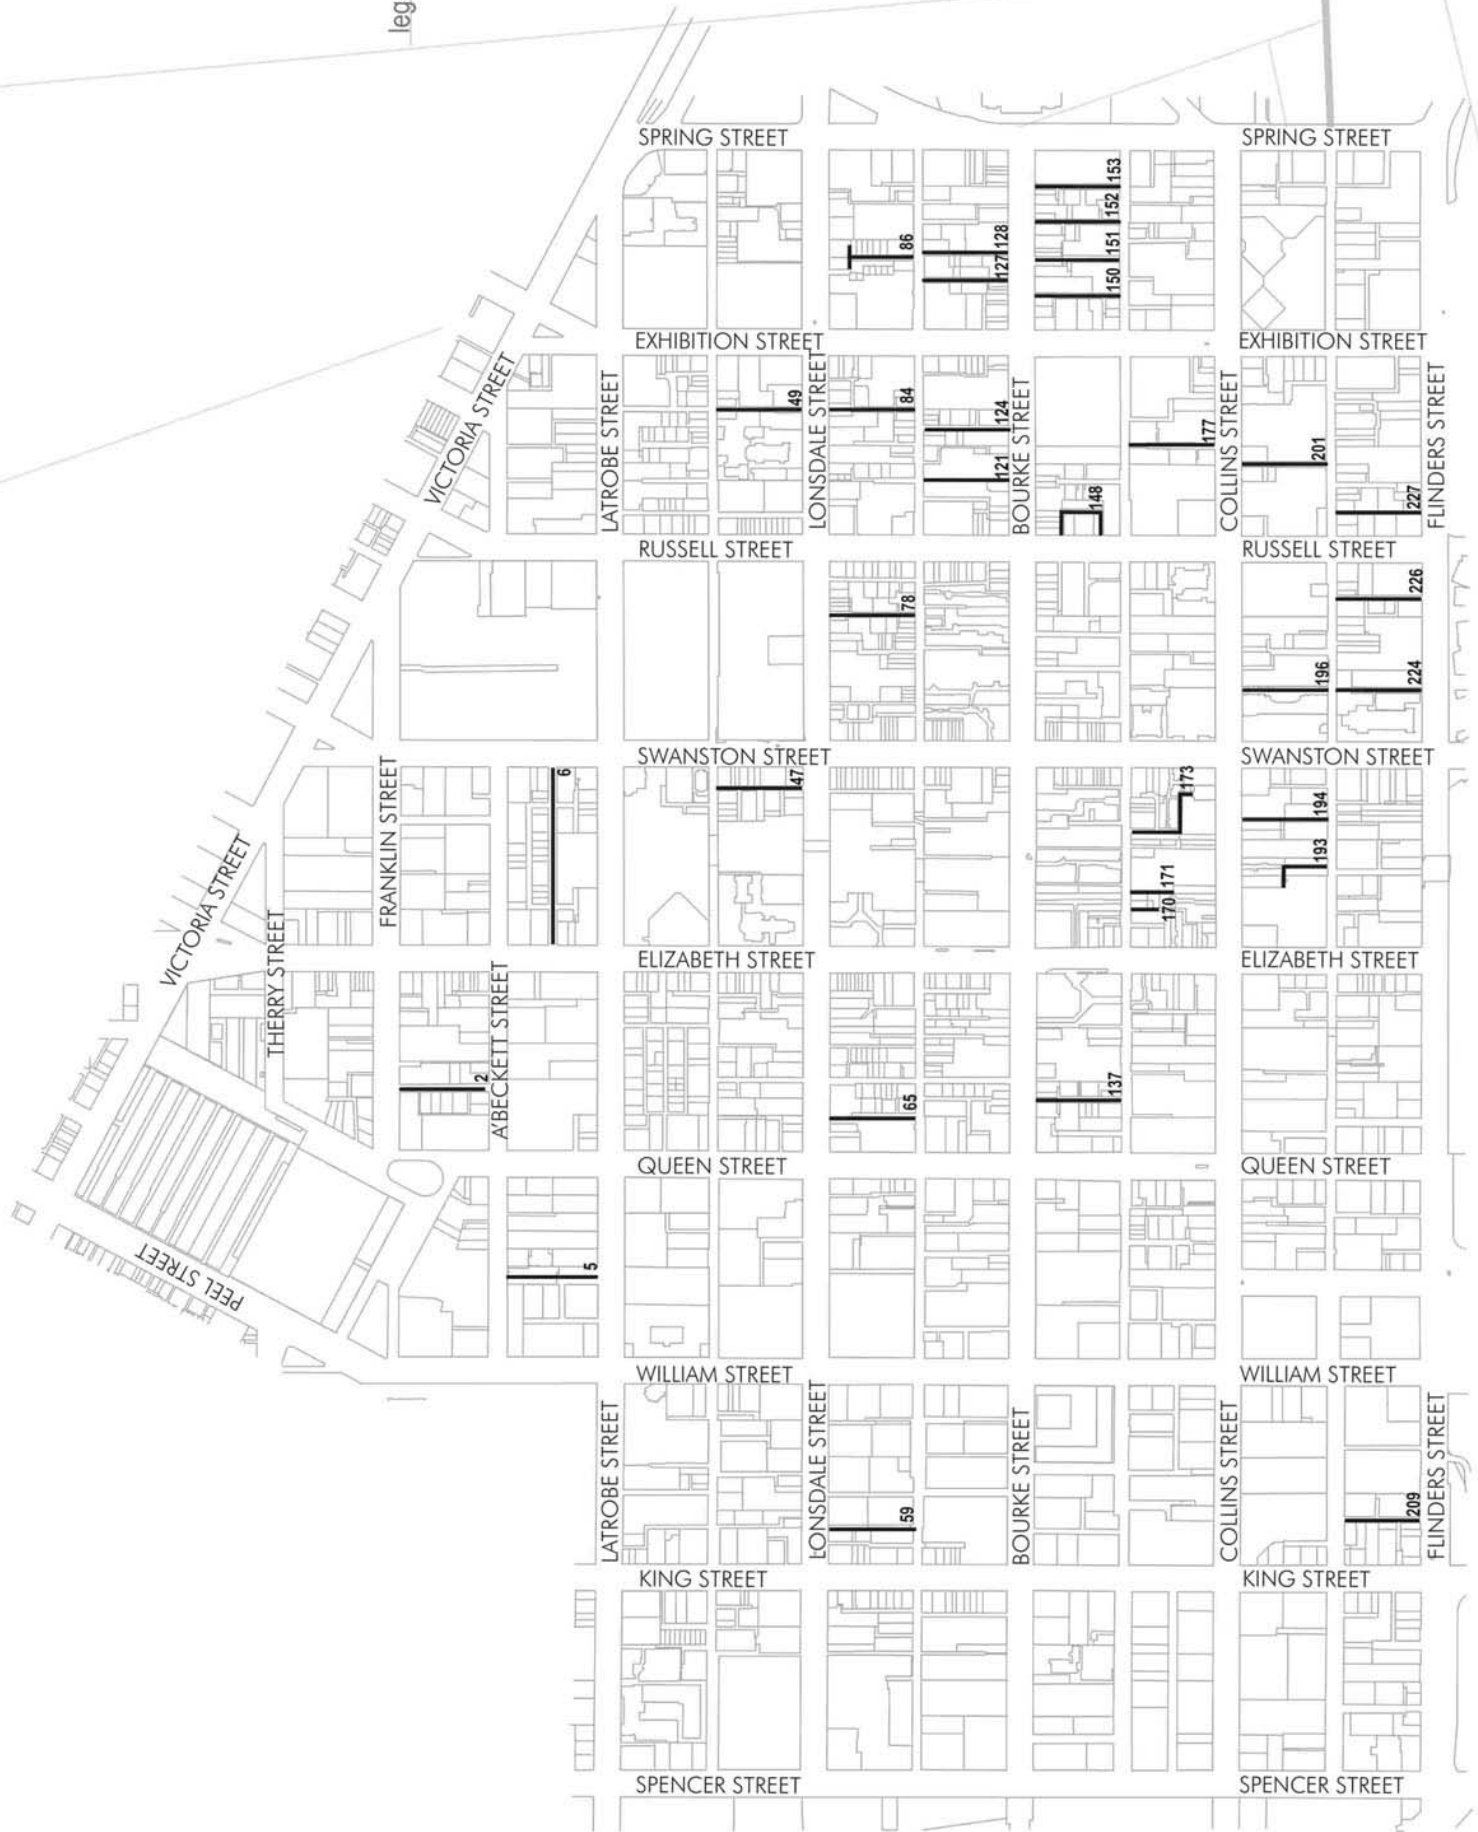 leg
SPRING STREET
SPRING STREET
153
152
151
150
86
128
127
EXHIBITION STREET
EXHIBITION STREET
VICTORIA STREET
LATROBE STREET
49
LONSDALE STREET
84
124
121
BOURKE STREET
148
177
COLLINS STREET
201
227
FLINDERS STREET
RUSSELL STREET
RUSSELL STREET
78
226
196
224
SWANSTON STREET
SWANSTON STREET
FRANKLIN STREET
6
47
173
171
170
194
193
VICTORIA STREET
THERRY STREET
ELIZABETH STREET
ELIZABETH STREET
2
A'BECKETT STREET
65
137
QUEEN STREET
QUEEN STREET
PEEL STREET
5
WILLIAM STREET
WILLIAM STREET
LATROBE STREET
LONSDALE STREET
59
BOURKE STREET
COLLINS STREET
209
FLINDERS STREET
KING STREET
KING STREET
SPENCER STREET
SPENCER STREET